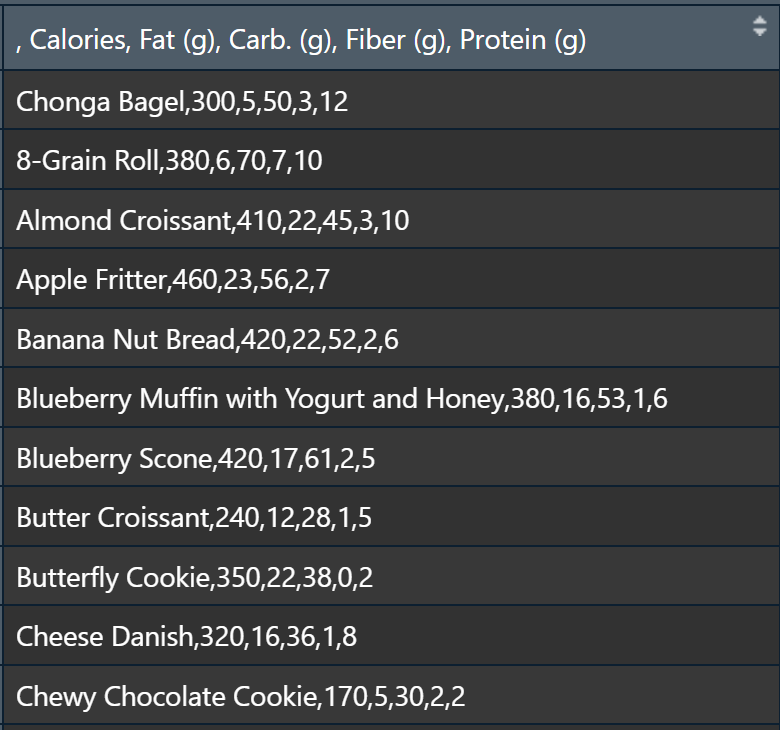 , Calories, Fat (g), Carb. (g), Fiber (g), Protein (g)
Chonga Bagel,300,5,50,3,12
8-Grain Roll,380,6,70,7,10
Almond Croissant,410,22,45,3,10
Apple Fritter,460,23,56,2,7
Banana Nut Bread,420,22,52,2,6
Blueberry Muffin with Yogurt and Honey,380,16,53,1,6
Blueberry Scone,420,17,61,2,5
Butter Croissant,240,12,28,1,5
Butterfly Cookie,350,22,38,0,2
Cheese Danish,320,16,36,1,8
Chewy Chocolate Cookie,170,5,30,2,2